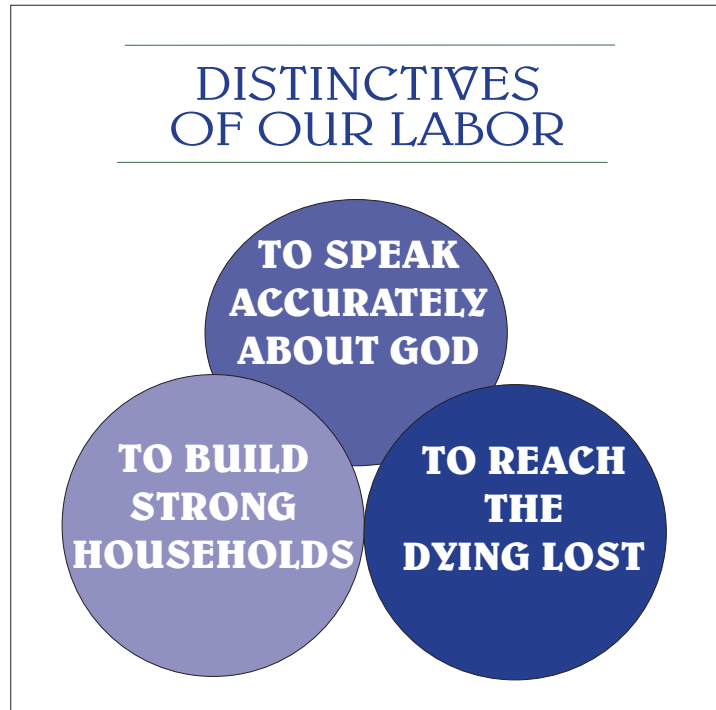 DISTINCTIVES
OF OUR LABOR
TO SPEAK
ACCURATELY
ABOUT GOD
TO BUILD
STRONG
HOUSEHOLDS
TO REACH
THE
DYING LOST